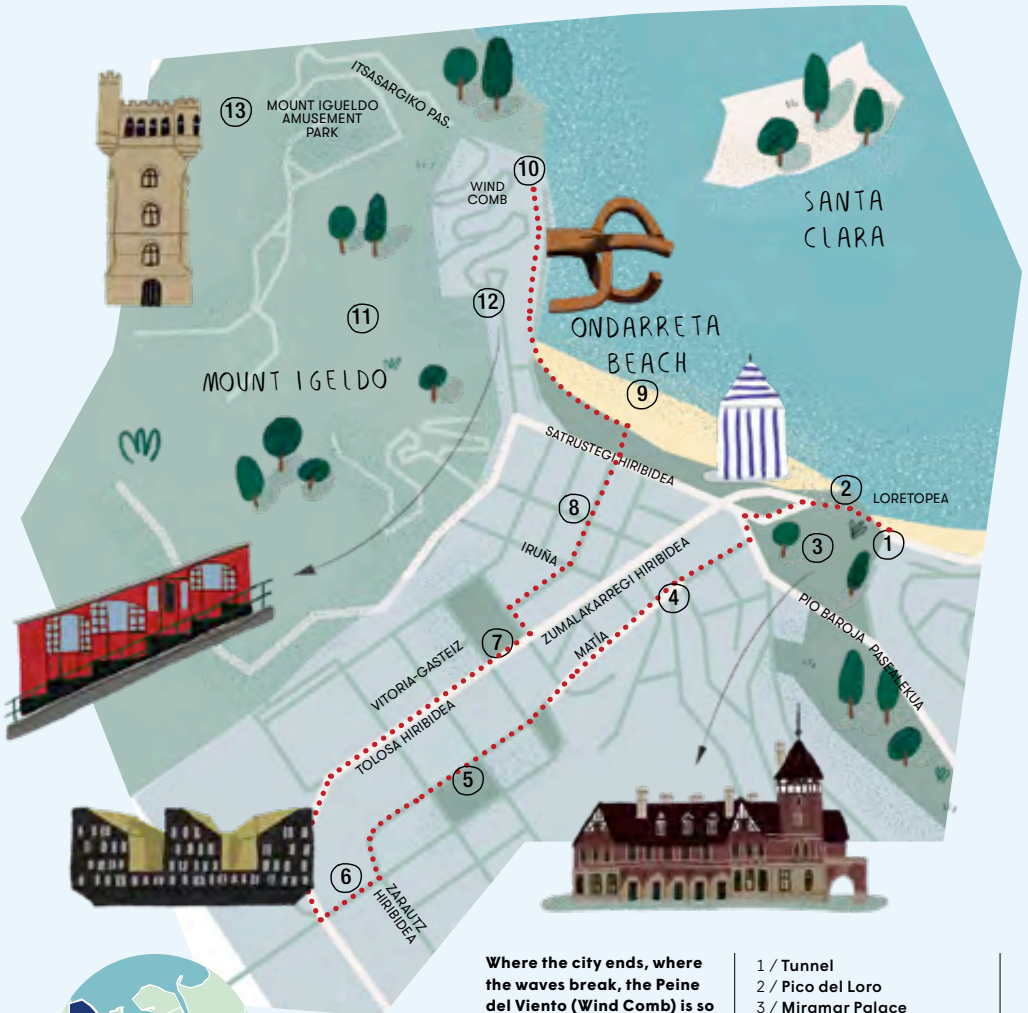 ITSASARGIKO PAS.
13
MOUNT IGUELDO
AMUSEMENT
PARK
10
WIND
COMB
SANTA
CLARA
12
11
ONDARRETA
BEACH
MOUNT IGELDO
9
SATRUSTEGI HIRIBIDEA
2
LORETOPEA
8
1
3
IRUÑA
ZUMALAKARREGI HIRIBIDEA
4
PIO BAROJA PASEALEKUA
7
MATÍA
VITORIA-GASTEIZ
TOLOSA HIRIBIDEA
5
6
ZARAUTZ
HIRIBIDEA
Where the city ends, where
the waves break, the Peine
del Viento (Wind Comb) is so
1 / Tunnel
2 / Pico del Loro
3 / Miramar Palace